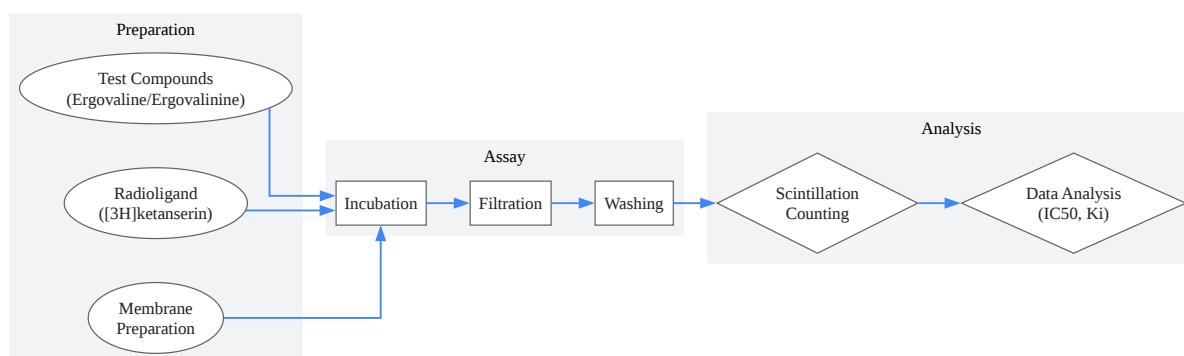 Preparation
Test Compounds
(Ergovaline/Ergovalinine)
Radioligand
([3H]ketanserin)
Membrane
Preparation
Assay
Incubation
Filtration
Washing
Analysis
Scintillation
Counting
Data Analysis
(IC50, Ki)